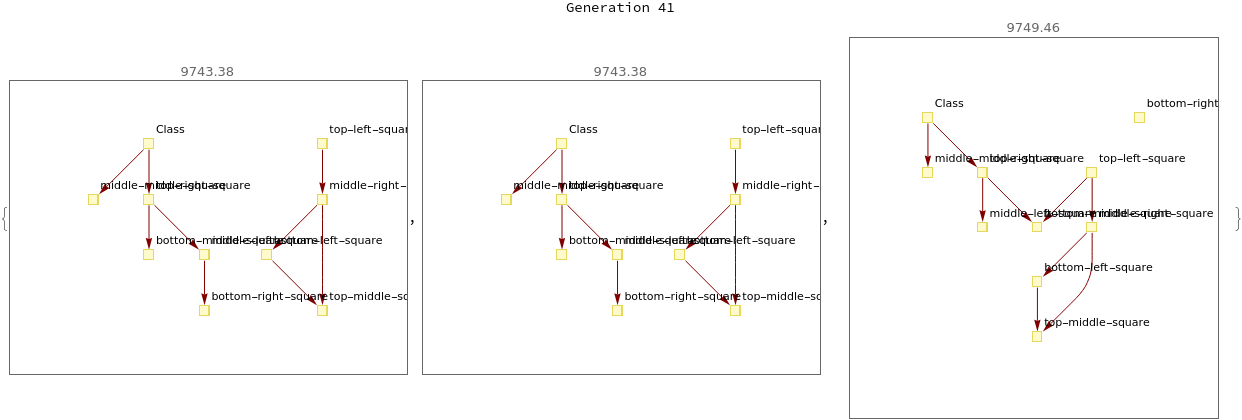 Generation 41
9743.38
Class
top-left-squar
middle-middle-square
top-right-square
middle-right-
bottom-middle-square
middle-left-square
bottom-left-square
bottom-right-square
top-middle-sq
,
9743.38
Class
top-left-squar
middle-middle-square
top-right-square
middle-right-
bottom-middle-square
middle-left-square
bottom-left-square
bottom-right-square
top-middle-sq
,
9749.46
Class
bottom-right
middle-middle-square
top-right-square
top-left-square
middle-left-square
bottom-middle-square
middle-right-square
bottom-left-square
top-middle-square
{
}